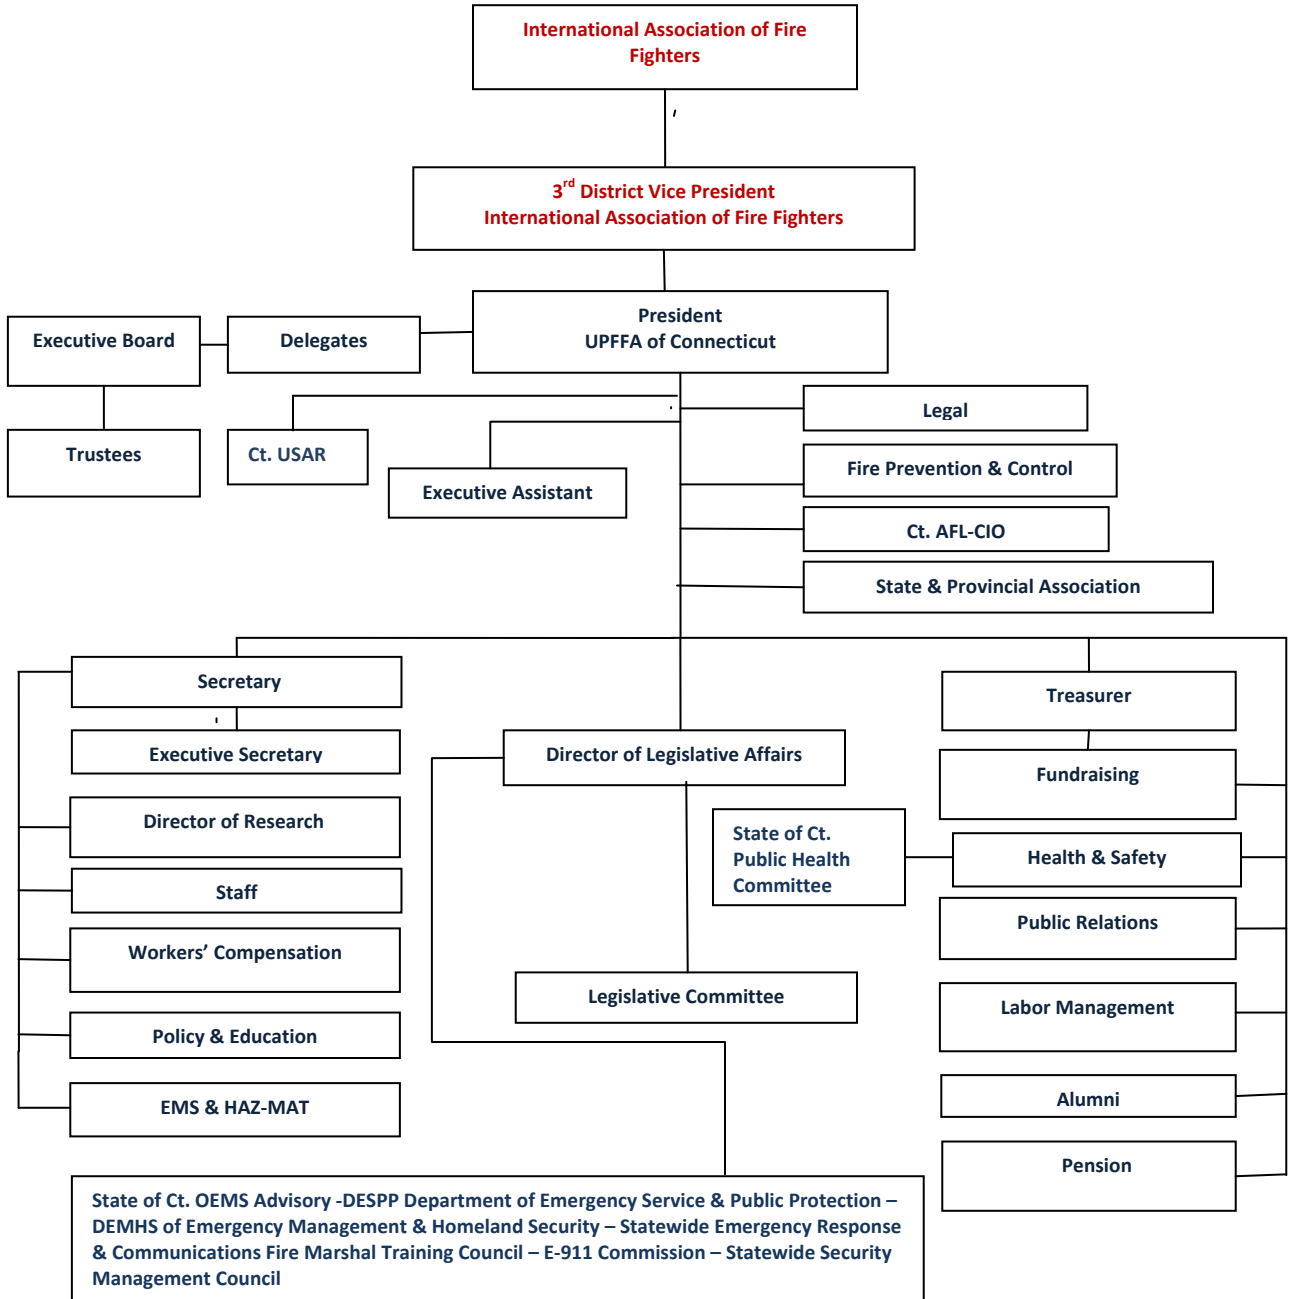 International Association of Fire
Fighters
3rd District Vice President
International Association of Fire Fighters
President
UPFFA of Connecticut
Executive Board
Delegates
Legal
Trustees
Ct. USAR
Fire Prevention & Control
Executive Assistant
Ct. AFL-CIO
State & Provincial Association
Secretary
Treasurer
Executive Secretary
Director of Legislative Affairs
Fundraising
Director of Research
State of Ct.
Public Health
Committee
Health & Safety
Staff
Public Relations
Workers’ Compensation
Legislative Committee
Labor Management
Policy & Education
EMS & HAZ-MAT
Alumni
Pension
State of Ct. OEMS Advisory -DESPP Department of Emergency Service & Public Protection –
DEMHS of Emergency Management & Homeland Security – Statewide Emergency Response
& Communications Fire Marshal Training Council – E-911 Commission – Statewide Security
Management Council